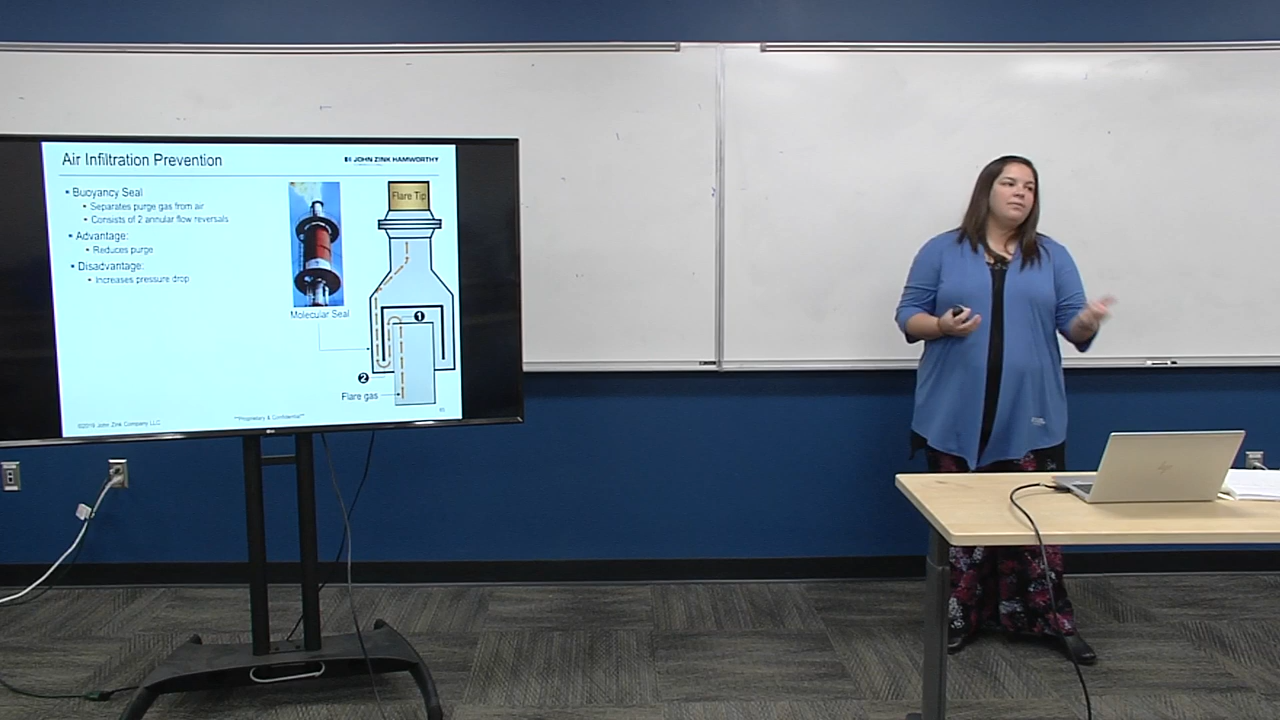 Air Infiltration Prevention
JOHN ZINK HAMWORTHY
Buoyancy Seal
Separates purge gas from air
Consists of 2 annular flow reversals
Advantage:
Reduces purge
Disadvantage:
Increases pressure drop
Flare Tip
Molecular Seal
1
2
Flare gas
©2019 John Zink Company LLC
**Proprietary & Confidential**
LG
hp